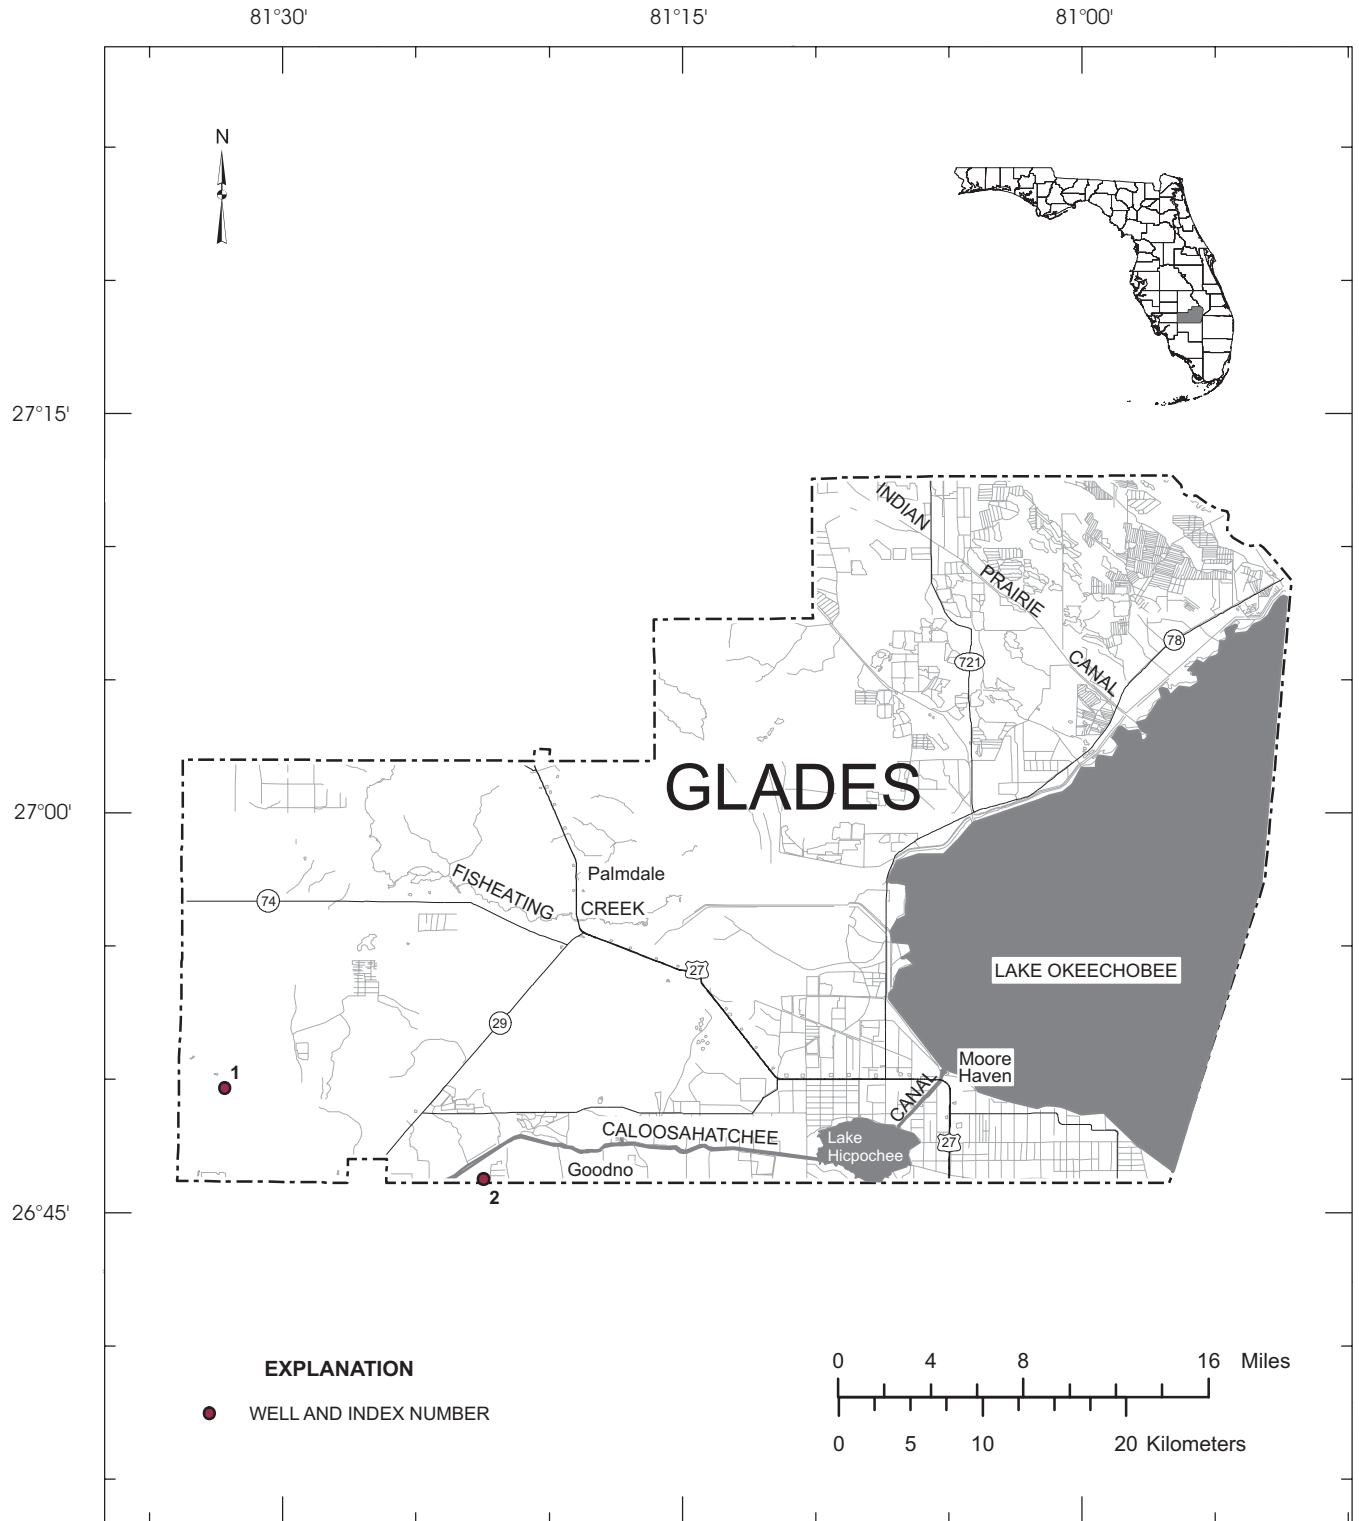 81°30' 81°15' 81°00'
N
27°15'
INDIAN
PRAIRIE
CANAL
78
721
GLADES
27°00'
Palmdale
FISHEATING
CREEK
74
27
LAKE OKEECHOBEE
29
Moore
Haven
1
CANAL
CALOOSAHATCHEE
Lake
Hicpochee
27
Goodno
2
26°45'
EXPLANATION
WELL AND INDEX NUMBER
0 4 8 16 Miles
0 5 10 20 Kilometers